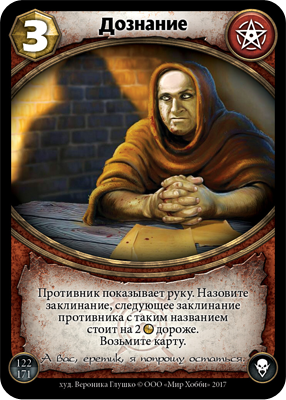 3
Дознание
Противник показывает руку. Назовите
заклинание, следующее заклинание
противника с таким названием
стоит на 2 дороже.
Возьмите карту.
122
171
А вас, еретик, я попрошу остаться.
худ. Вероника Глушко © ООО «Мир Хобби» 2017